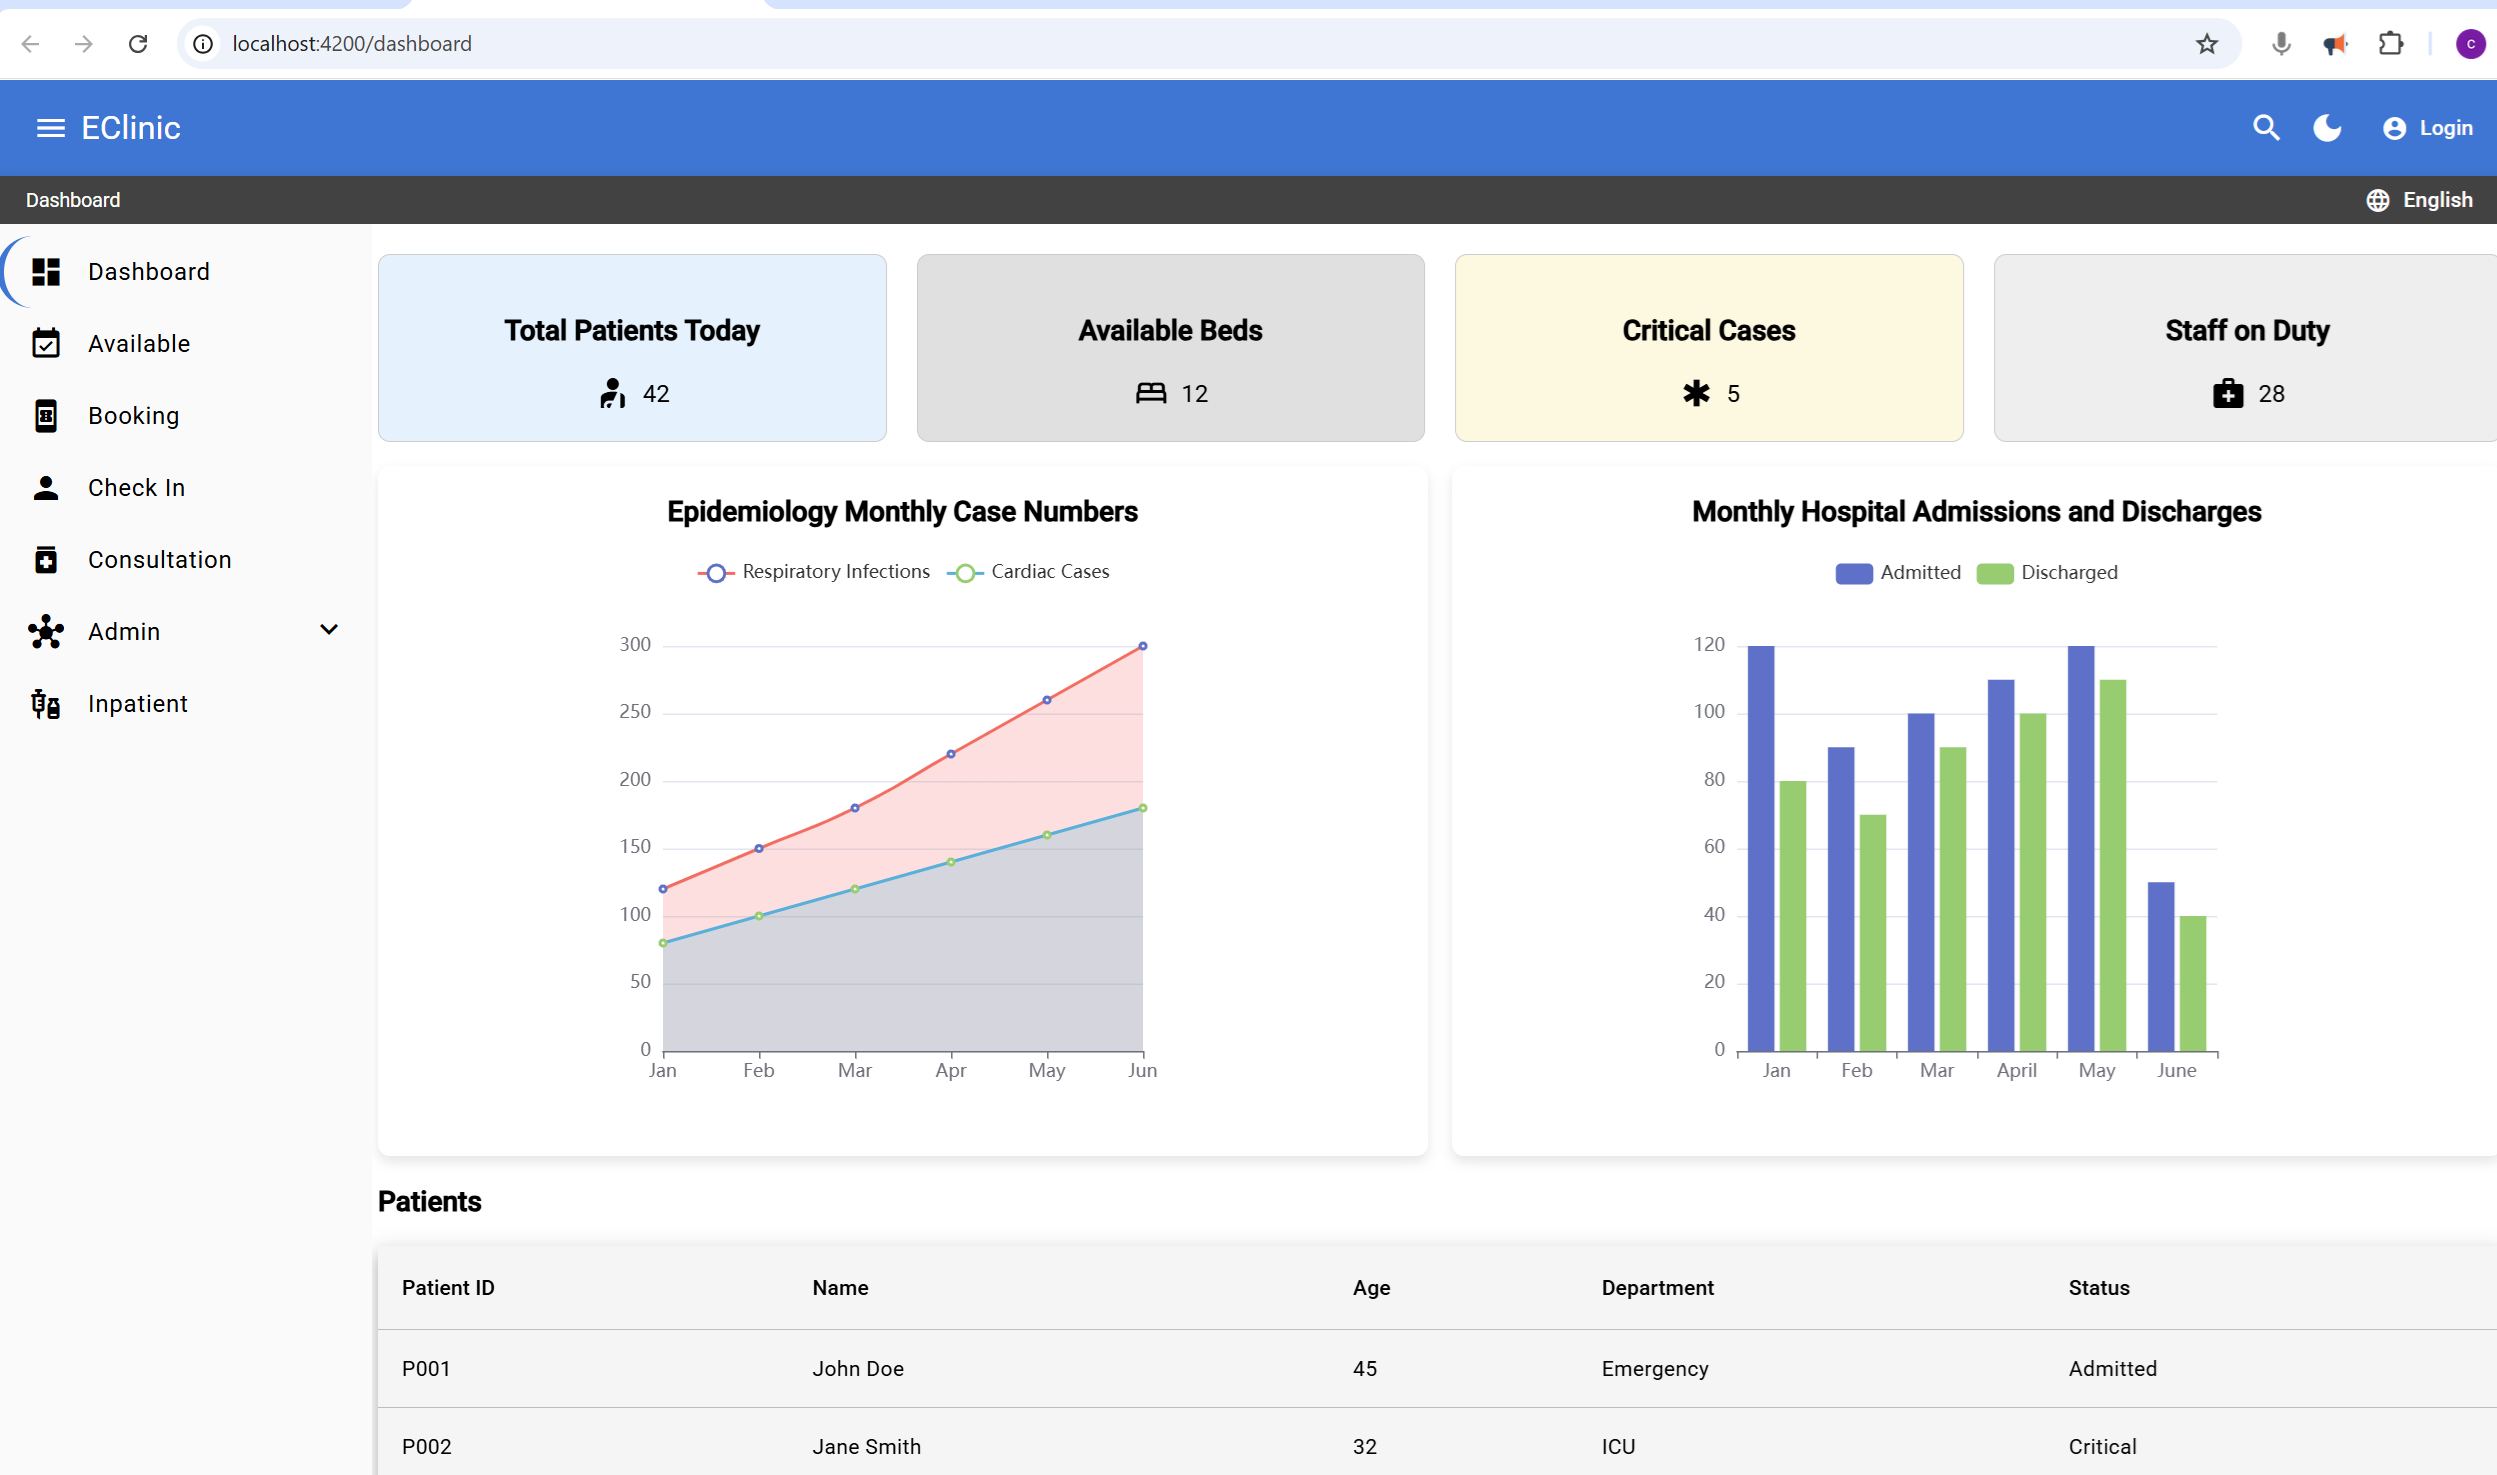 localhost:4200/dashboard
c
EClinic
Login
Dashboard
English
Dashboard
Available
Booking
Check In
Consultation
Admin
Inpatient
Total Patients Today
42
Available Beds
12
Critical Cases
5
Staff on Duty
28
Epidemiology Monthly Case Numbers
Respiratory Infections Cardiac Cases
300
250
200
150
100
50
0
Jan Feb Mar Apr May Jun
Monthly Hospital Admissions and Discharges
Admitted Discharged
120
100
80
60
40
20
0
Jan Feb Mar April May June
Patients
Patient ID Name Age Department Status
P001 John Doe 45 Emergency Admitted
P002 Jane Smith 32 ICU Critical